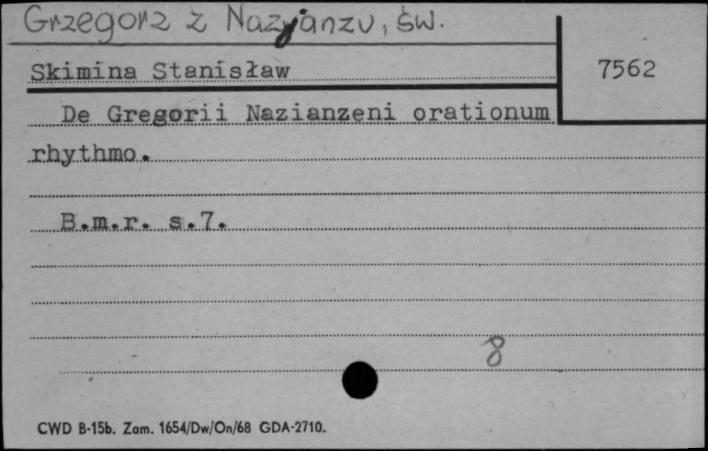 Grzegorz z Nazyanzu, św.
Skimina Stanisław
7562
De Gregorii Nazianzeni orationum
rhythmo.
B.m.r. s.7.
8
CWD B-15b. Zam. 1654/Dw/On/68 GDA-2710.